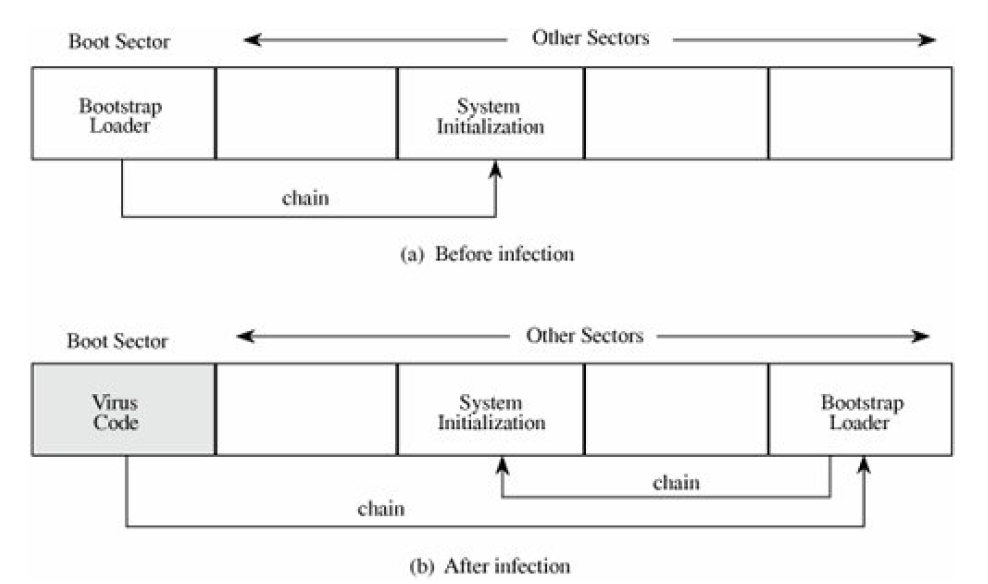 Boot Sector
Other Sectors
Bootstrap
Loader
System
Initialization
chain
(a) Before infection
Boot Sector
Other Sectors
Virus
Code
System
Initialization
Bootstrap
Loader
chain
chain
(b) After infection